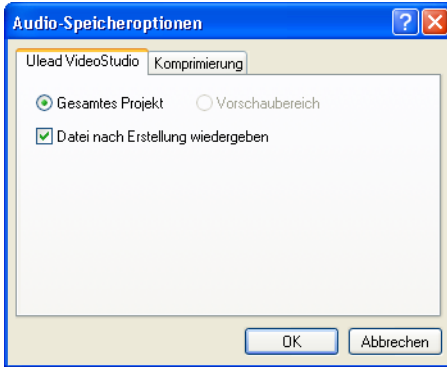 Audio-Speicheroptionen
Ulead VideoStudio Komprimierung
Gesamtes Projekt Vorschaubereich
Datei nach Erstellung wiedergeben
OK Abbrechen